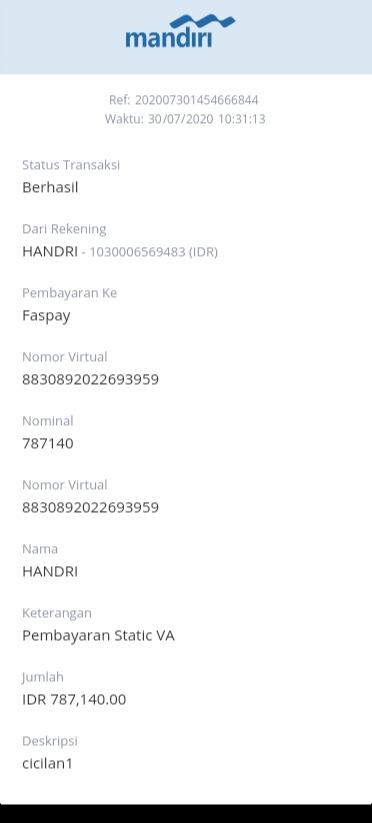 mandiri
Ref: 202007301454666844
Waktu: 30/07/2020 10:31:13
Status Transaksi
Berhasil
Dari Rekening
HANDRI - 1030006569483 (IDR)
Pembayaran Ke
Faspay
Nomor Virtual
8830892022693959
Nominal
787140
Nomor Virtual
8830892022693959
Nama
HANDRI
Keterangan
Pembayaran Static VA
Jumlah
IDR 787,140.00
Deskripsi
cicilan1